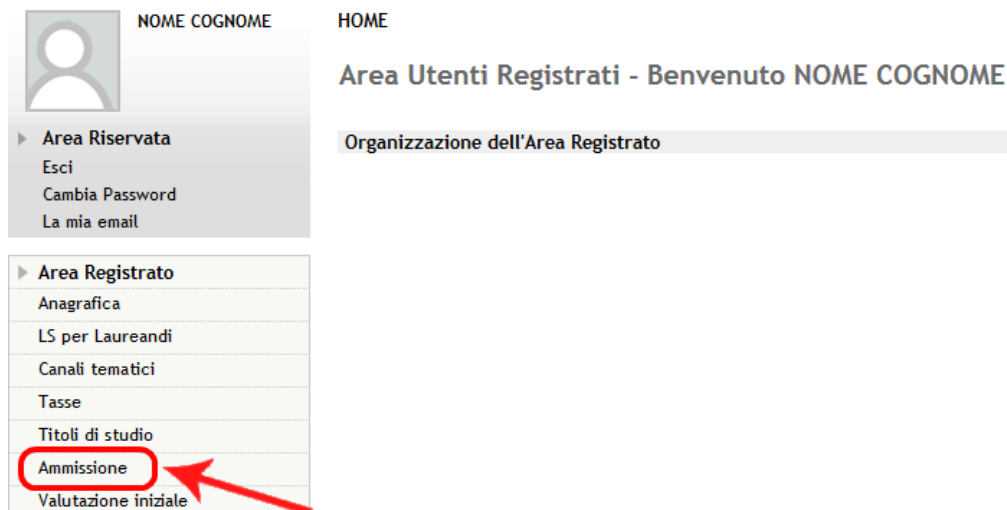 NOME COGNOME
Area Riservata
Esci
Cambia Password
La mia email
Area Registrato
Anagrafica
LS per Laureandi
Canali tematici
Tasse
Titoli di studio
Ammissione
Valutazione iniziale
HOME
Area Utenti Registrati - Benvenuto NOME COGNOME
Organizzazione dell'Area Registrato